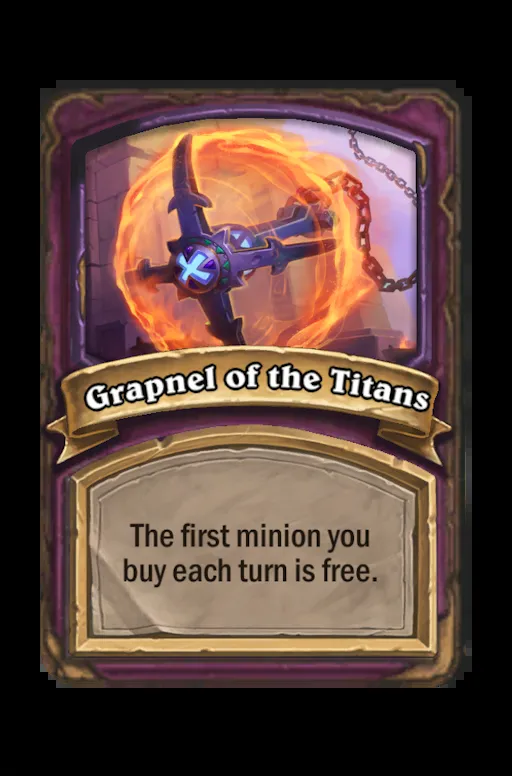 Grapnel of the Titans
The first minion you
buy each turn is free.